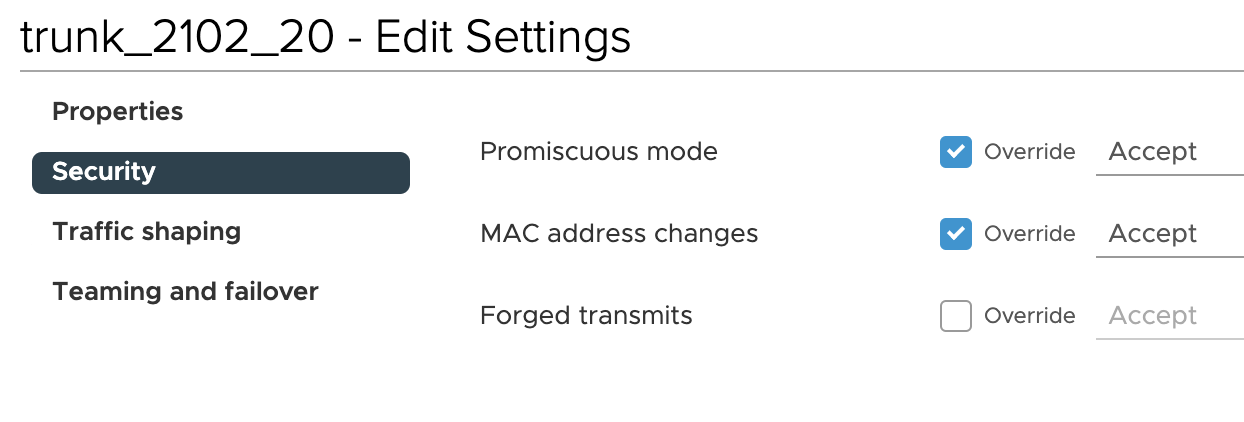 trunk_2102_20 - Edit Settings
Properties
Security
Traffic shaping
Teaming and failover
Promiscuous mode Override Accept
MAC address changes Override Accept
Forged transmits Override Accept